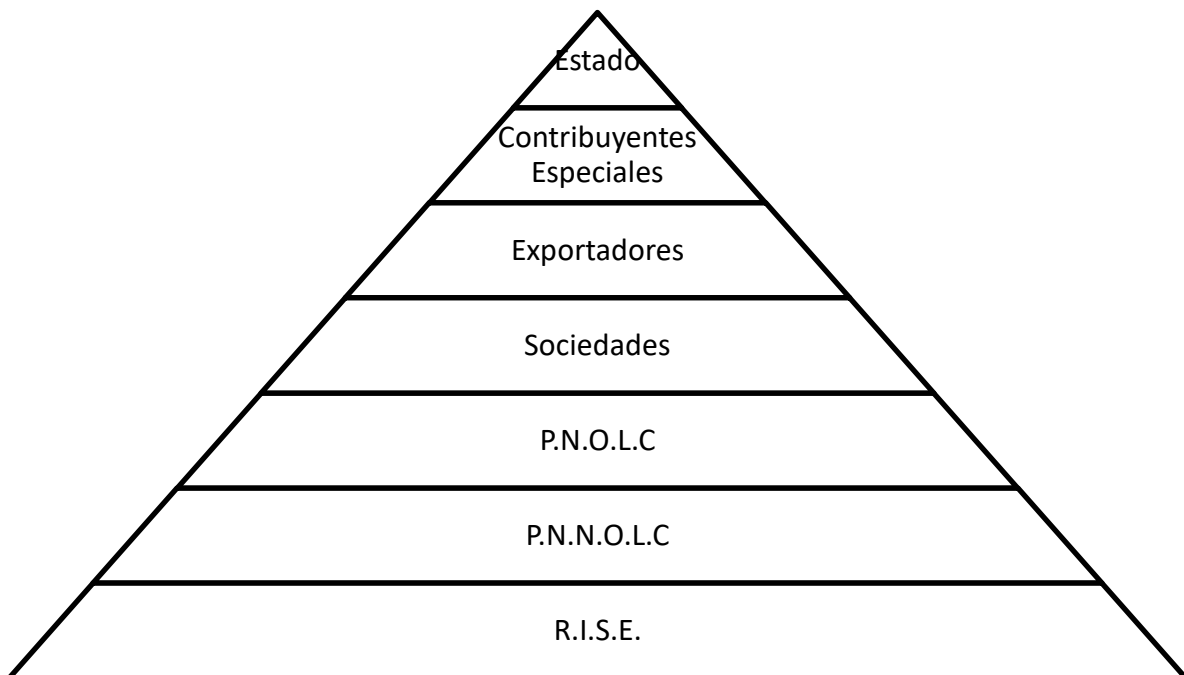 Estado
Contribuyentes
Especiales
Exportadores
Sociedades
P.N.O.L.C
P.N.N.O.L.C
R.I.S.E.